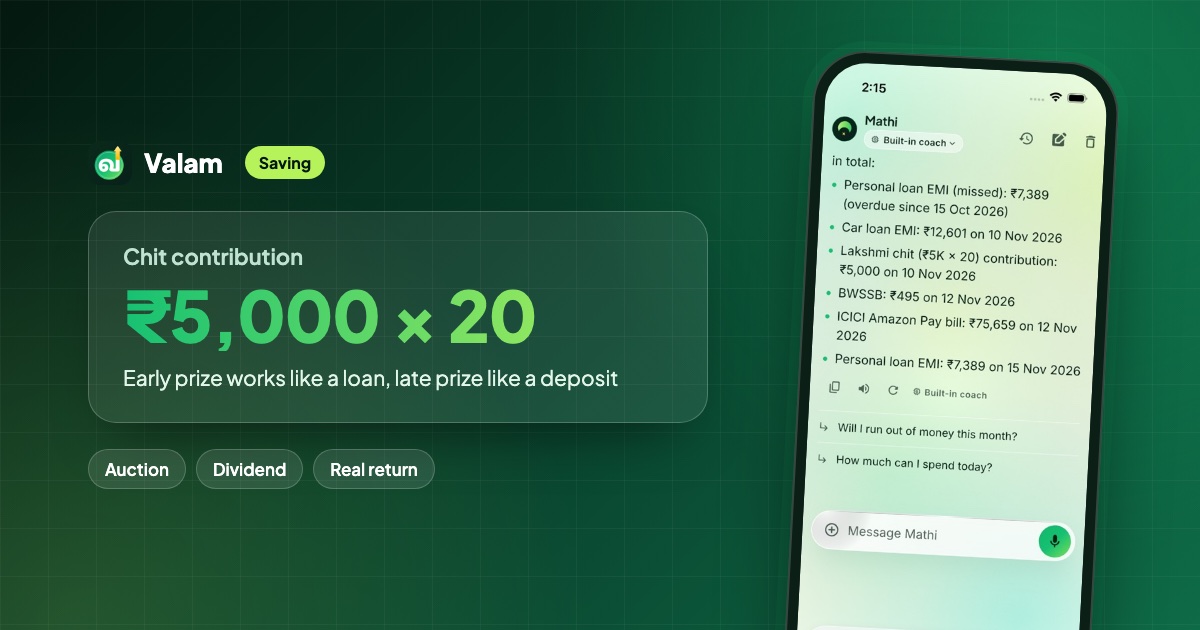 வ
Valam
Saving
Chit contribution
₹5,000 × 20
Early prize works like a loan, late prize like a deposit
Auction
Dividend
Real return
2:15
Mathi
Built-in coach
in total:
• Personal loan EMI (missed): ₹7,389
(overdue since 15 Oct 2026)
• Car loan EMI: ₹12,601 on 10 Nov 2026
• Lakshmi chit (₹5K × 20) contribution:
₹5,000 on 10 Nov 2026
• BWSSB: ₹495 on 12 Nov 2026
• ICICI Amazon Pay bill: ₹75,659 on 12 Nov
2026
• Personal loan EMI: ₹7,389 on 15 Nov 2026
Built-in coach
Will I run out of money this month?
How much can I spend today?
Message Mathi